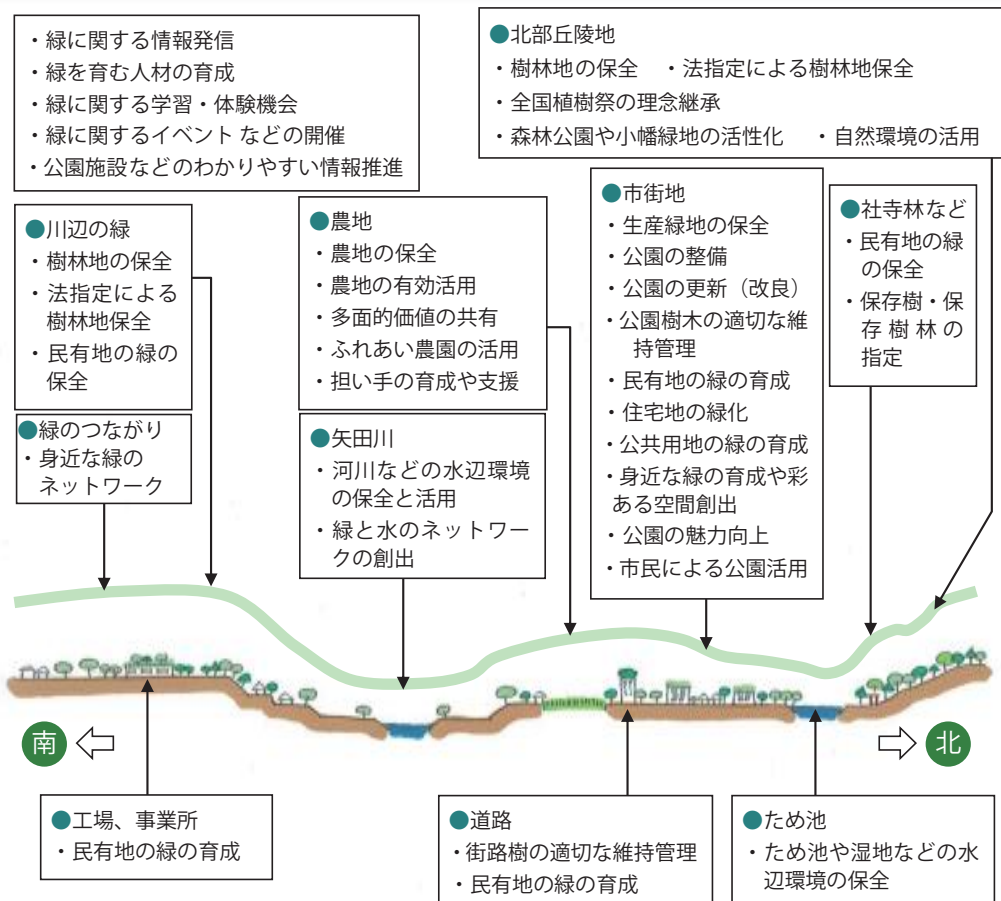 ・緑に関する情報発信
・緑を育む人材の育成
・緑に関する学習・体験機会
・緑に関するイベント などの開催
・公園施設などのわかりやすい情報推進
●北部丘陵地
・樹林地の保全 ・法指定による樹林地保全
・全国植樹祭の理念継承
・森林公園や小幡緑地の活性化 ・自然環境の活用
●川辺の緑
・樹林地の保全
・法指定による
樹林地保全
・民有地の緑の
保全
●緑のつながり
・身近な緑の
ネットワーク
●農地
・農地の保全
・農地の有効活用
・多面的価値の共有
・ふれあい農園の活用
・担い手の育成や支援
●矢田川
・河川などの水辺環境
の保全と活用
・緑と水のネットワー
クの創出
●市街地
・生産緑地の保全
・公園の整備
・公園の更新（改良）
・公園樹木の適切な維
持管理
・民有地の緑の育成
・住宅地の緑化
・公共用地の緑の育成
・身近な緑の育成や彩
ある空間創出
・公園の魅力向上
・市民による公園活用
●社寺林など
・民有地の緑
の保全
・保存樹・保
存樹林の
指定
南
北
●工場、事業所
・民有地の緑の育成
●道路
・街路樹の適切な維持管理
・民有地の緑の育成
●ため池
・ため池や湿地などの水
辺環境の保全